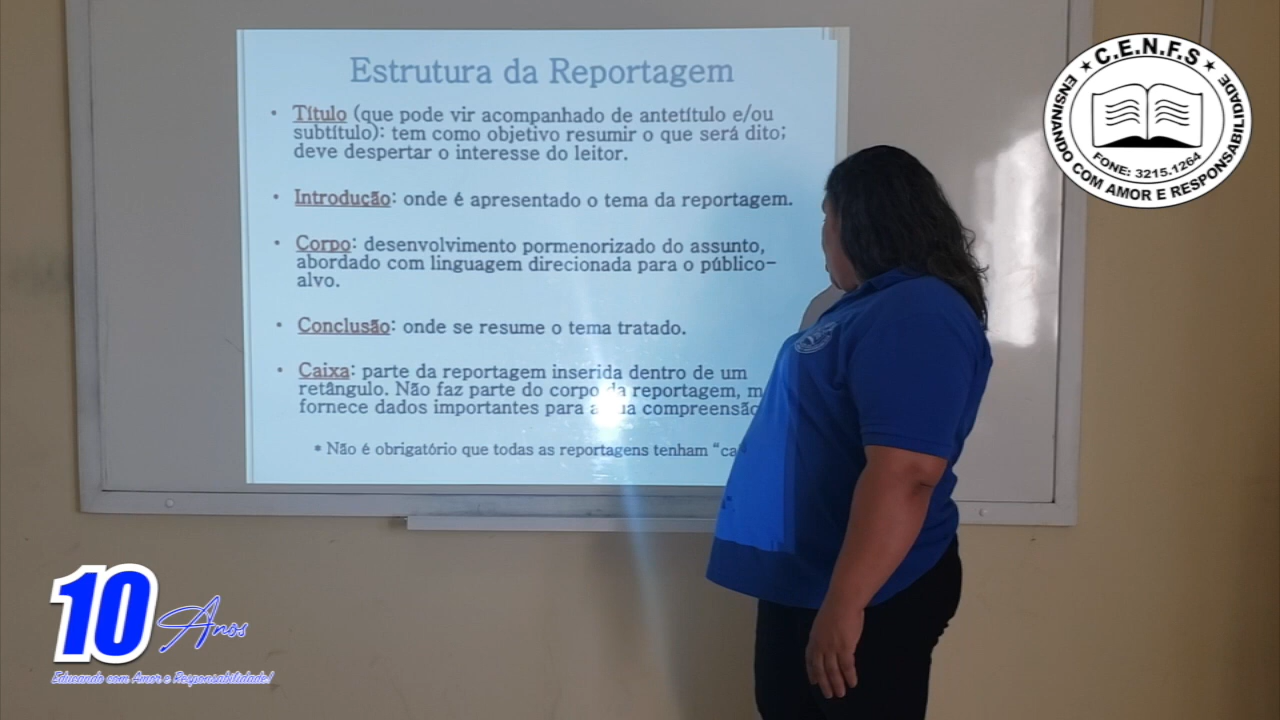 Estrutura da Reportagem
• Título (que pode vir acompanhado de antetítulo e/ou
subtítulo): tem como objetivo resumir o que será dito;
deve despertar o interesse do leitor.
• Introdução: onde é apresentado o tema da reportagem.
• Corpo: desenvolvimento pormenorizado do assunto,
abordado com linguagem direcionada para o público-
alvo.
• Conclusão: onde se resume o tema tratado.
• Caixa: parte da reportagem inserida dentro de um
retângulo. Não faz parte do corpo da reportagem,
fornece dados importantes para a sua compreensão
• Não é obrigatório que todas as reportagens tenham
C.E.N.F.S
ENSINANDO COM AMOR E RESPONSABILIDADE
FONE: 3215.1264
10 Anos
Educando com Amor e Responsabilidade!